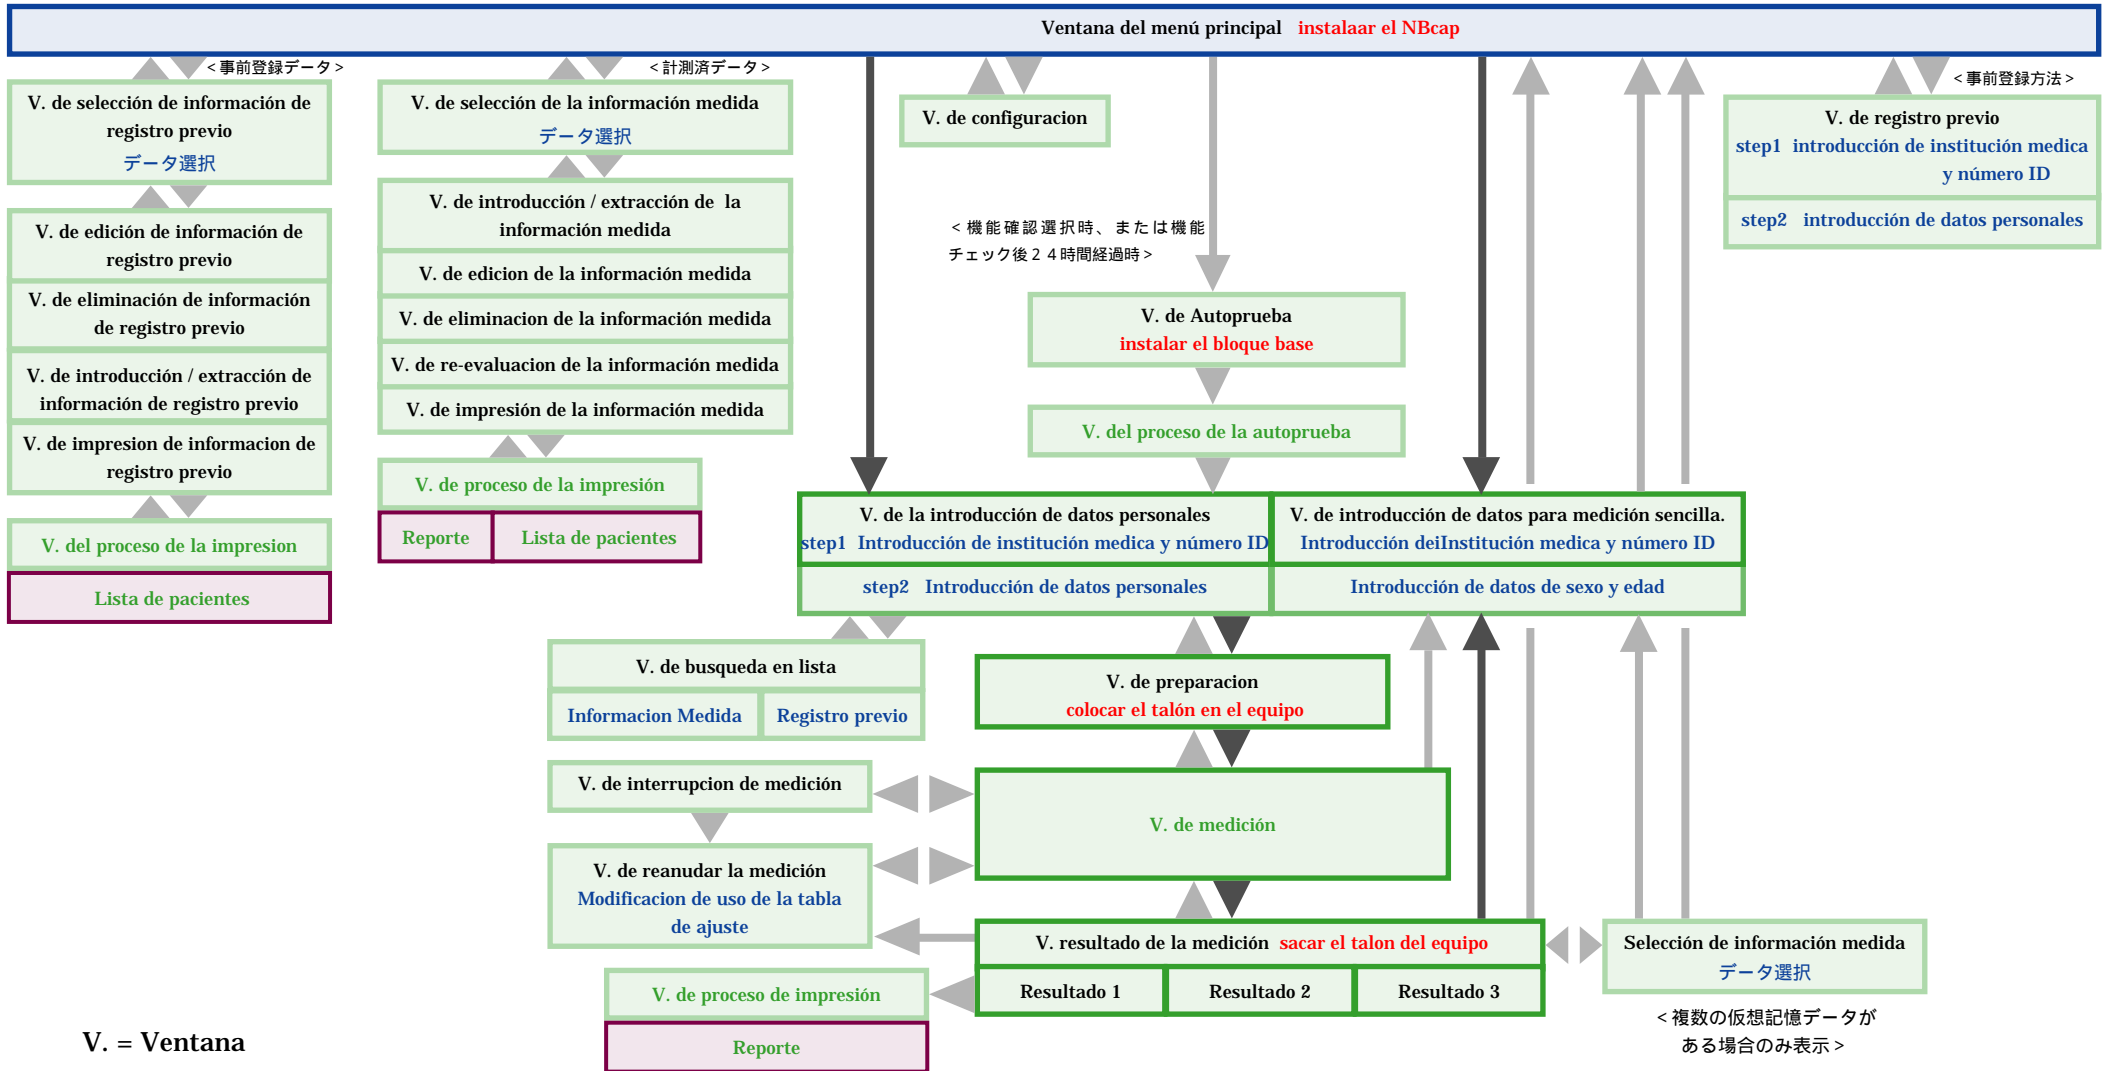 Ventana del menú principal instalaar el NBcap
<事前登録データ>
V. de selección de información de
registro previo
データ選択
V. de edición de información de
registro previo
V. de eliminación de información
de registro previo
V. de introducción / extracción de
información de registro previo
V. de impresion de informacion de
registro previo
V. del proceso de la impresion
Lista de pacientes
<計測済データ>
V. de selección de la información medida
データ選択
V. de introducción / extracción de la
información medida
V. de edicion de la información medida
V. de eliminacion de la información medida
V. de re-evaluacion de la información medida
V. de impresión de la información medida
V. de proceso de la impresión
Reporte
Lista de pacientes
V. de configuracion
<機能確認選択時、または機能
チェック後24時間経過時>
V. de Autoprueba
instalar el bloque base
V. del proceso de la autoprueba
<事前登録方法>
V. de registro previo
step1 introducción de institución medica
y número ID
step2 introducción de datos personales
V. de la introducción de datos personales
step1 Introducción de institución medica y número ID
step2 Introducción de datos personales
V. de introducción de datos para medición sencilla.
Introducción deiInstitución medica y número ID
Introducción de datos de sexo y edad
V. de busqueda en lista
Informacion Medida
Registro previo
V. de preparacion
colocar el talón en el equipo
V. de interrupcion de medición
V. de medición
V. de reanudar la medición
Modificacion de uso de la tabla
de ajuste
V. resultado de la medición sacar el talon del equipo
Resultado 1
Resultado 2
Resultado 3
Selección de información medida
データ選択
<複数の仮想記憶データが
ある場合のみ表示>
V. de proceso de impresión
Reporte
V. = Ventana